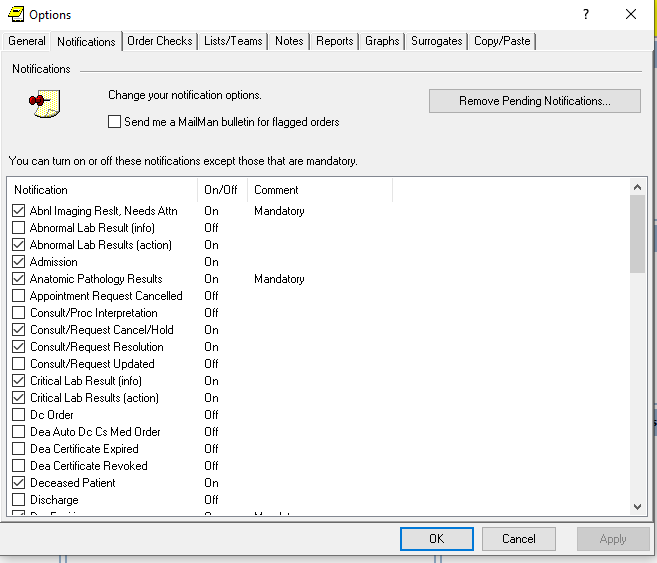 Options
General Notifications Order Checks Lists/Teams Notes Reports Graphs Surrogates Copy/Paste
Notifications
Change your notification options.
Remove Pending Notifications...
Send me a MailMan bulletin for flagged orders
You can turn on or off these notifications except those that are mandatory.
Notification On/Off Comment
Abnl Imaging Reslt, Needs Attn On Mandatory
Abnormal Lab Result (info) Off
Abnormal Lab Results (action) On
Admission On
Anatomic Pathology Results On Mandatory
Appointment Request Cancelled Off
Consult/Proc Interpretation Off
Consult/Request Cancel/Hold On
Consult/Request Resolution On
Consult/Request Updated Off
Critical Lab Result (info) On
Critical Lab Results (action) On
Dc Order Off
Dea Auto Dc Cs Med Order Off
Dea Certificate Expired Off
Dea Certificate Revoked Off
Deceased Patient On
Discharge Off
OK Cancel Apply